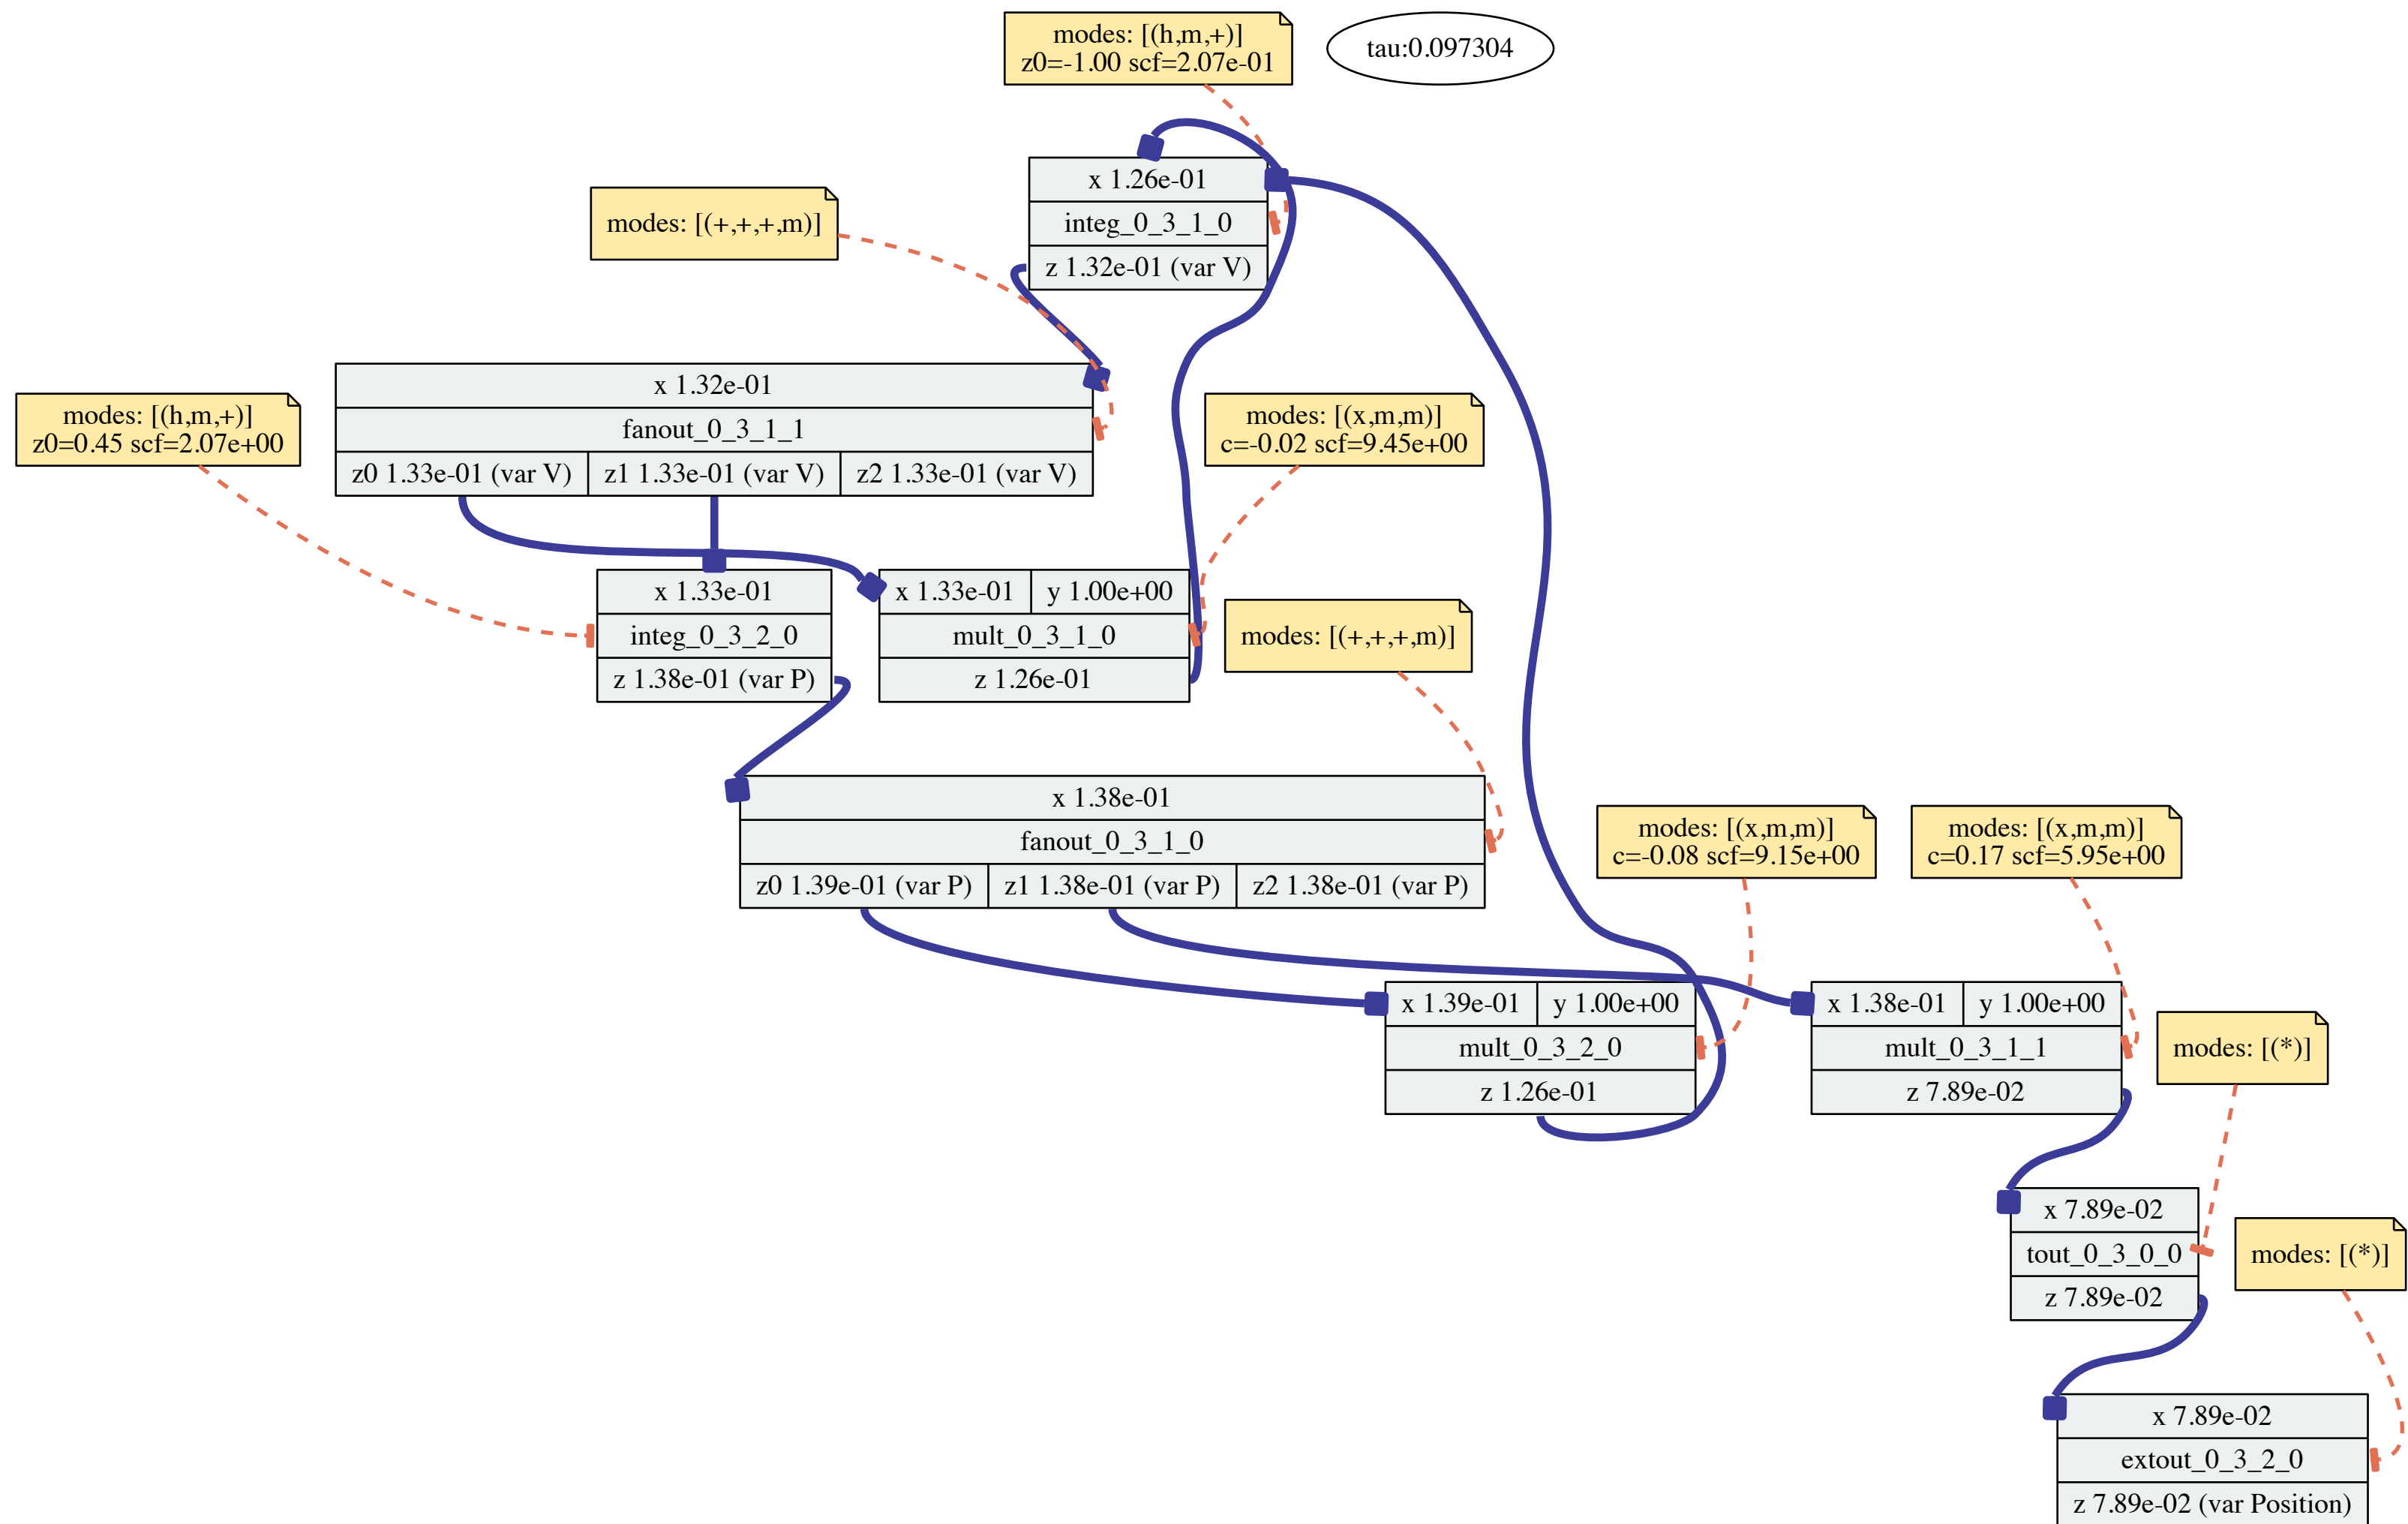 modes: [(h,m,+)]
z0=-1.00 scf=2.07e-01
tau:0.097304
x 1.26e-01
integ_0_3_1_0
z 1.32e-01 (var V)
modes: [(+,+,+,m)]
x 1.32e-01
fanout_0_3_1_1
z0 1.33e-01 (var V) z1 1.33e-01 (var V) z2 1.33e-01 (var V)
modes: [(h,m,+)]
z0=0.45 scf=2.07e+00
modes: [(x,m,m)]
c=-0.02 scf=9.45e+00
x 1.33e-01
integ_0_3_2_0
z 1.38e-01 (var P)
x 1.33e-01 y 1.00e+00
mult_0_3_1_0
z 1.26e-01
modes: [(+,+,+,m)]
x 1.38e-01
fanout_0_3_1_0
z0 1.39e-01 (var P) z1 1.38e-01 (var P) z2 1.38e-01 (var P)
modes: [(x,m,m)]
c=-0.08 scf=9.15e+00
modes: [(x,m,m)]
c=0.17 scf=5.95e+00
x 1.39e-01 y 1.00e+00
mult_0_3_2_0
z 1.26e-01
x 1.38e-01 y 1.00e+00
mult_0_3_1_1
z 7.89e-02
modes: [(*)]
x 7.89e-02
tout_0_3_0_0
z 7.89e-02
modes: [(*)]
x 7.89e-02
extout_0_3_2_0
z 7.89e-02 (var Position)